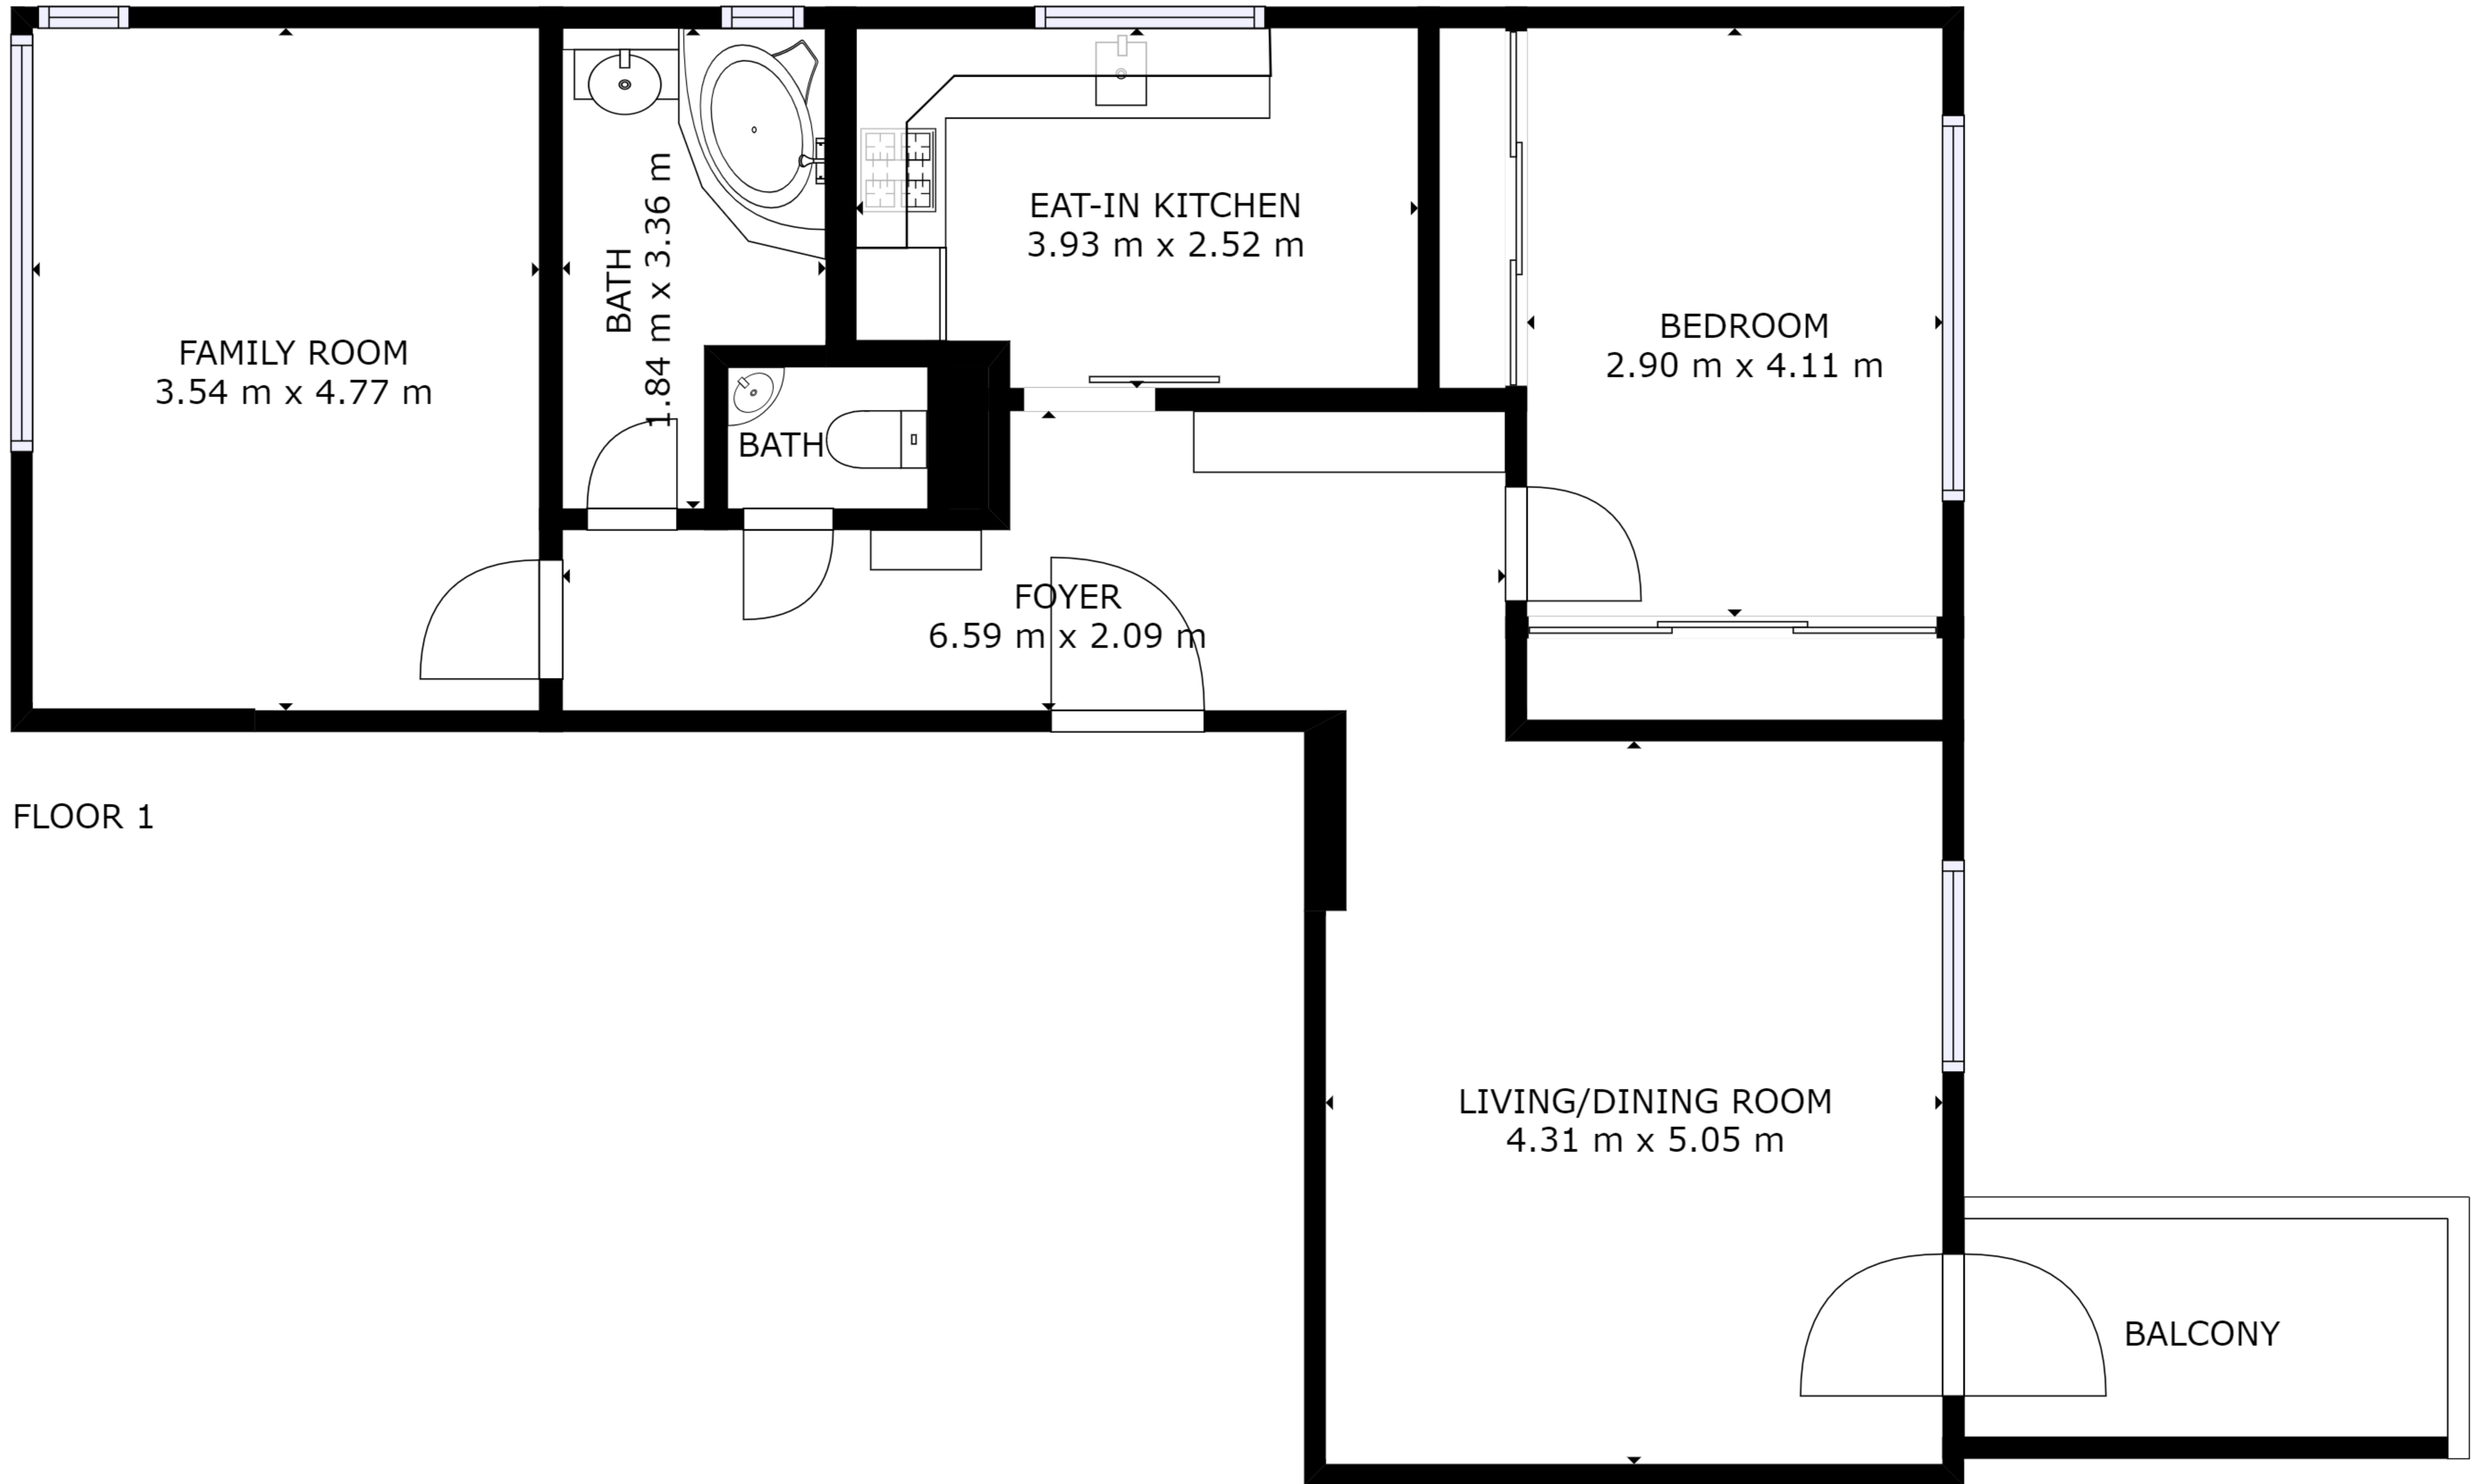 FAMILY ROOM
3.54 m x 4.77 m
BATH
1.84 m x 3.36 m
EAT-IN KITCHEN
3.93 m x 2.52 m
BEDROOM
2.90 m x 4.11 m
BATH
FOYER
6.59 m x 2.09 m
FLOOR 1
LIVING/DINING ROOM
4.31 m x 5.05 m
BALCONY